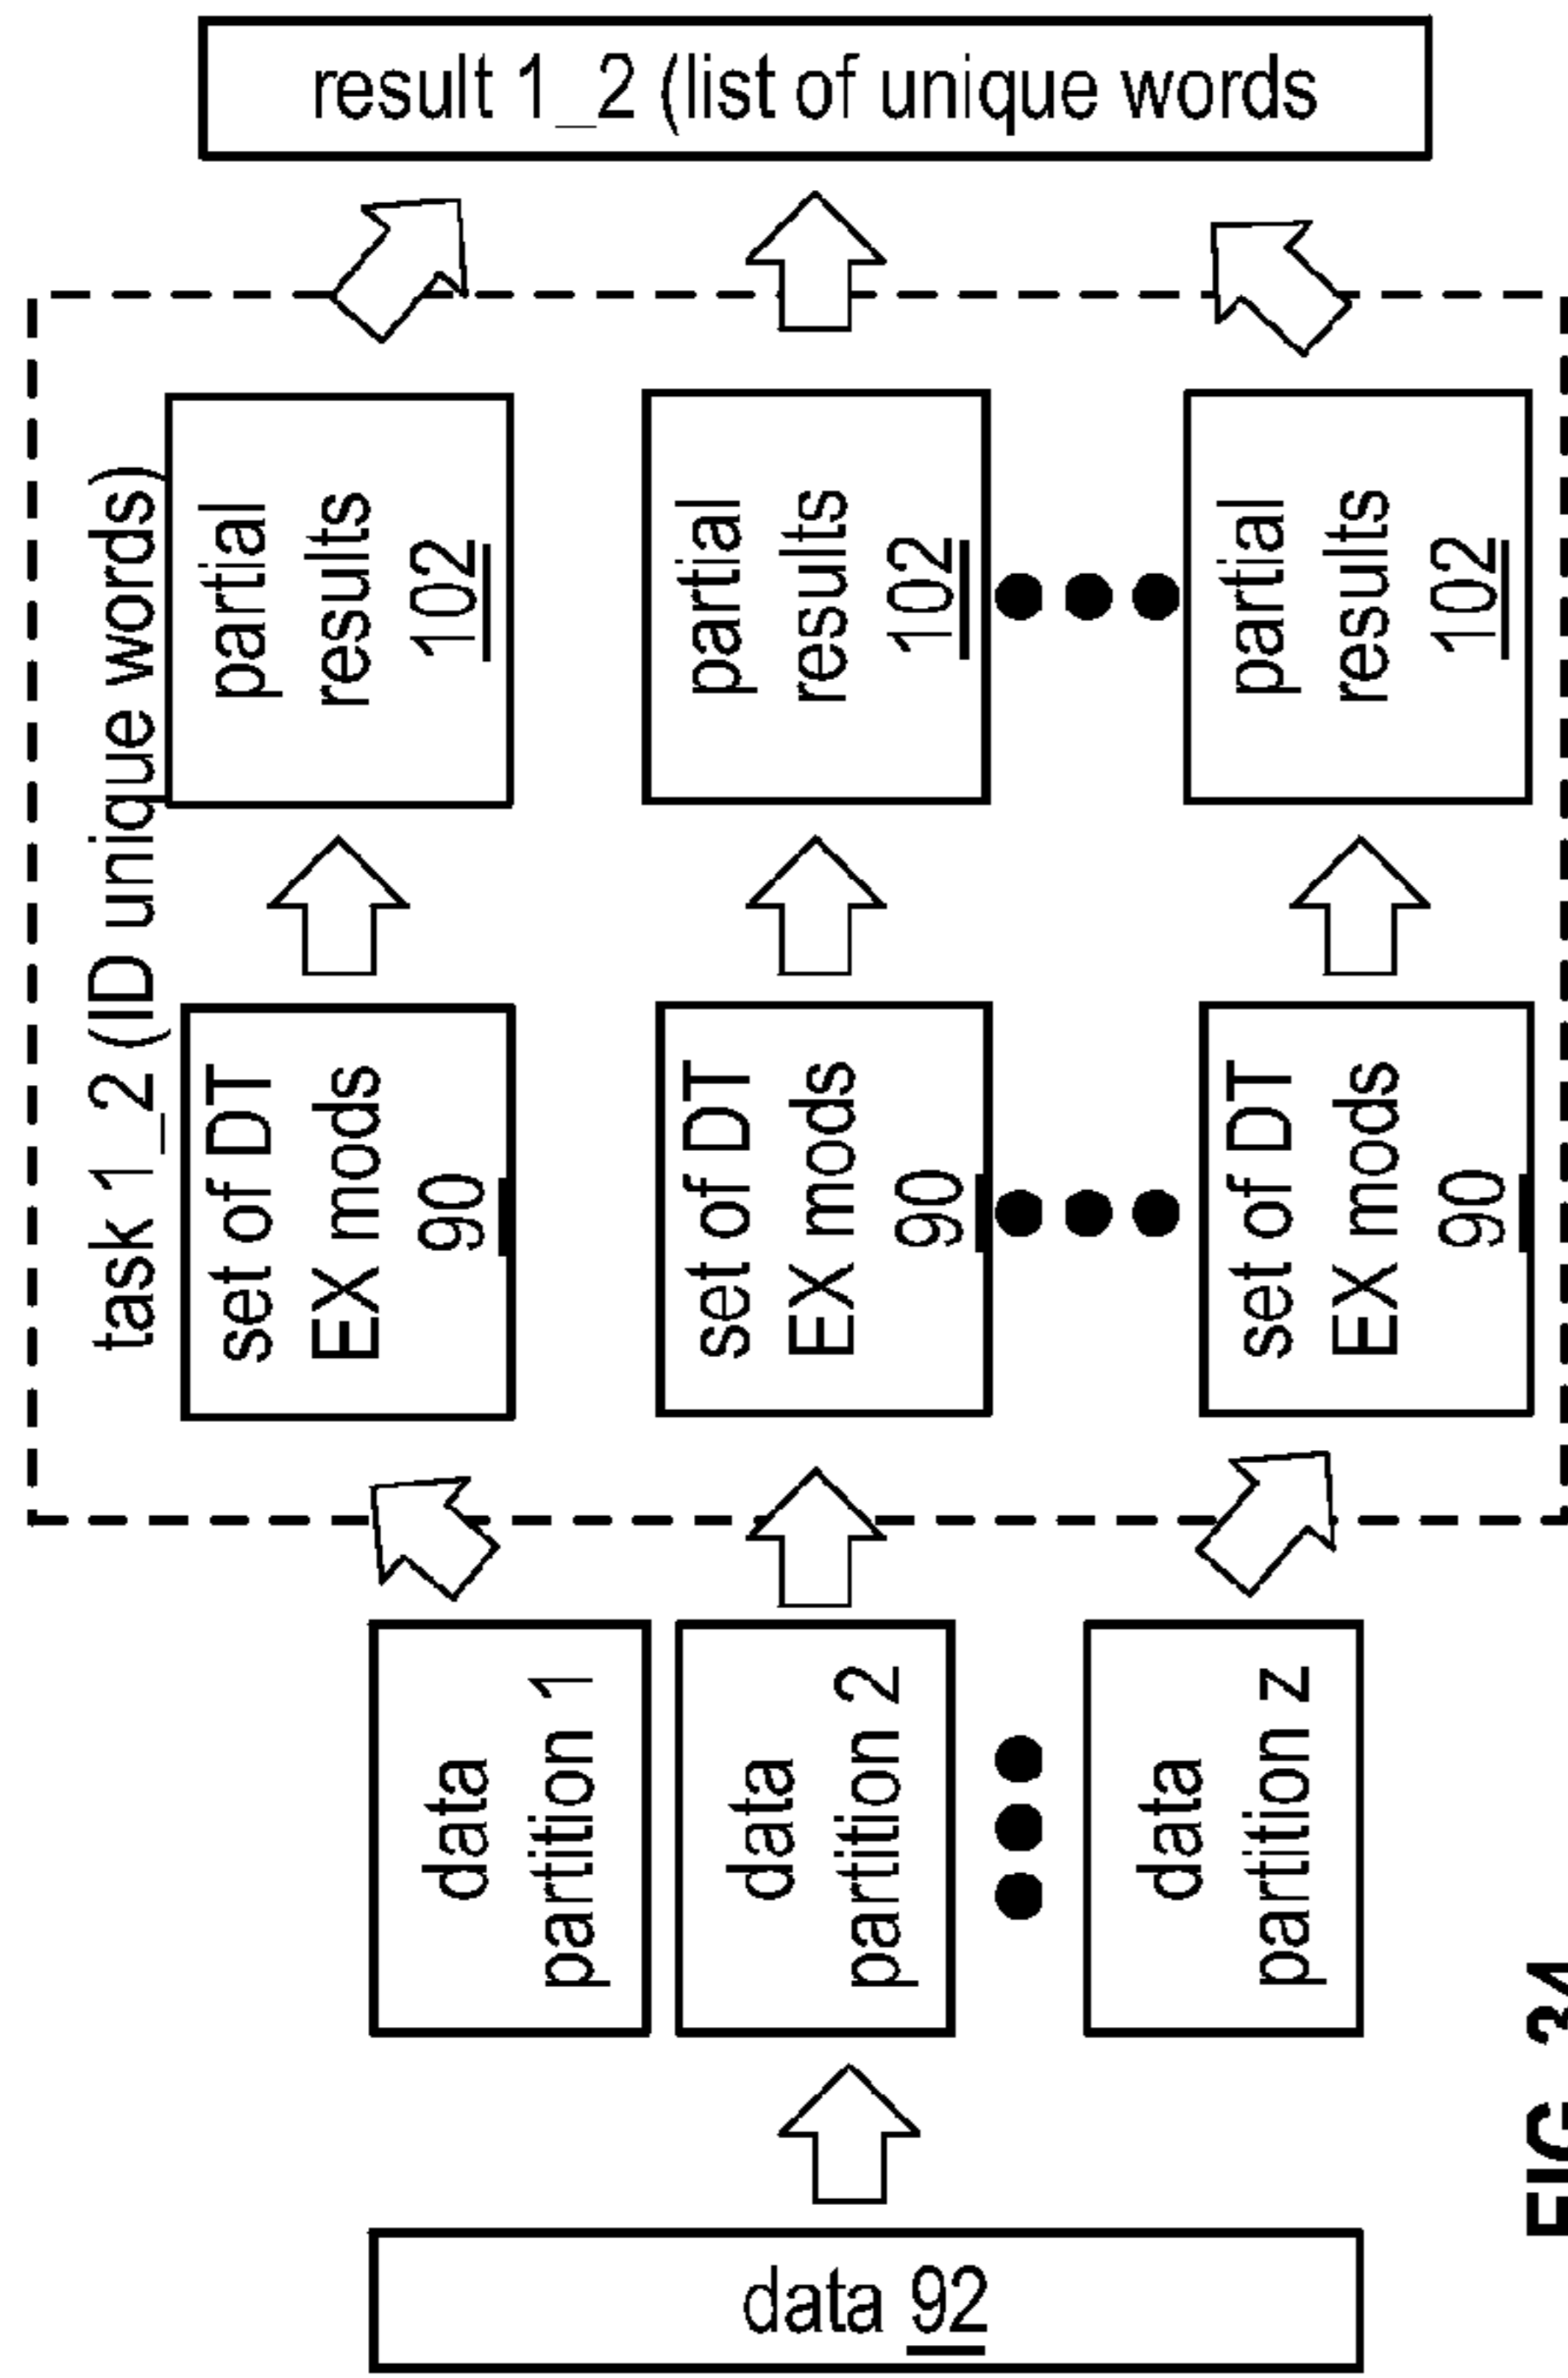 result 1_2 (list of unique words
task 1_2 (ID unique words)
partial
results
102
partial
results
102
partial
results
102
set of DT
EX mods
90
set of DT
EX mods
90
set of DT
EX mods
90
data
partition 1
data
partition 2
data
partition z
data 92
FIG. 34